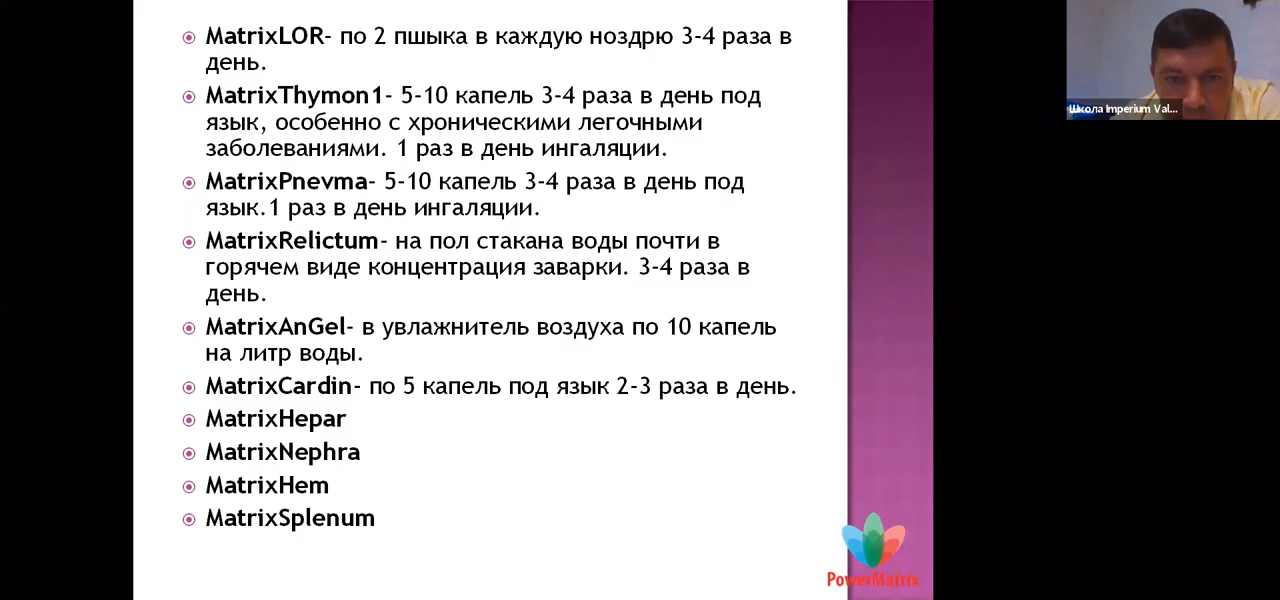 MatrixLOR- по 2 пшыка в каждую ноздрю 3-4 раза в
день.
MatrixThymon1- 5-10 капель 3-4 раза в день под
язык, особенно с хроническими легочными
заболеваниями. 1 раз в день ингаляции.
MatrixPnevma- 5-10 капель 3-4 раза в день под
язык.1 раз в день ингаляции.
MatrixRelictum- на пол стакана воды почти в
горячем виде концентрация заварки. 3-4 раза в
день.
MatrixAnGel- в увлажнитель воздуха по 10 капель
на литр воды.
MatrixCardin- по 5 капель под язык 2-3 раза в день.
MatrixHepar
MatrixNephra
MatrixHem
MatrixSplenum
PowerMatrix
Школа Imperium Val...